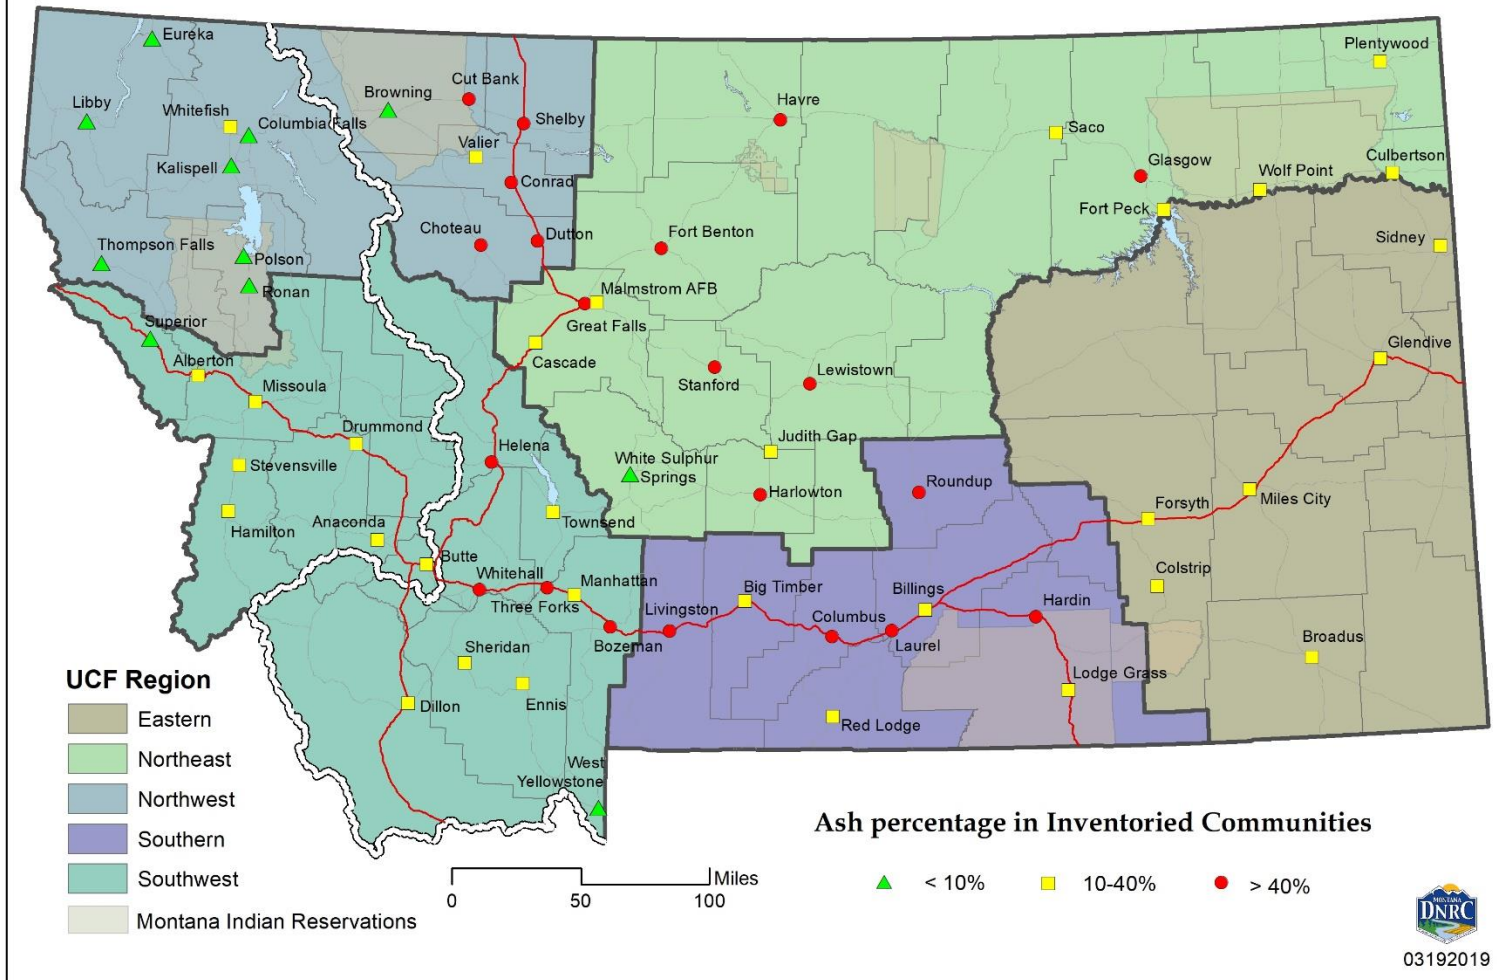 Eureka
Plentywood
Cut Bank
Browning
Libby
Whitefish
Columbia Falls
Havre
Shelby
Saco
Valier
Kalispell
Glasgow
Culbertson
Wolf Point
Conrad
Fort Peck
Choteau
Dutton
Fort Benton
Sidney
Thompson Falls
Polson
Ronan
Malmstrom AFB
Superior
Great Falls
Glendive
Alberton
Cascade
Missoula
Stanford
Lewistown
Drummond
Judith Gap
Helena
White Sulphur
Springs
Stevensville
Roundup
Harlowton
Miles City
Forsyth
Anaconda
Townsend
Hamilton
Butte
Whitehall
Manhattan
Colstrip
Big Timber
Billings
Three Forks
Livingston
Hardin
Columbus
Bozeman
Laurel
Broadus
Sheridan
Lodge Grass
Dillon
Ennis
Red Lodge
West
Yellowstone
UCF Region
Eastern
Northeast
Northwest
Southern
Southwest
Montana Indian Reservations
Miles
0 50 100
Ash percentage in Inventoried Communities
< 10% 10-40% > 40%
MONTANA
DNRC
03192019